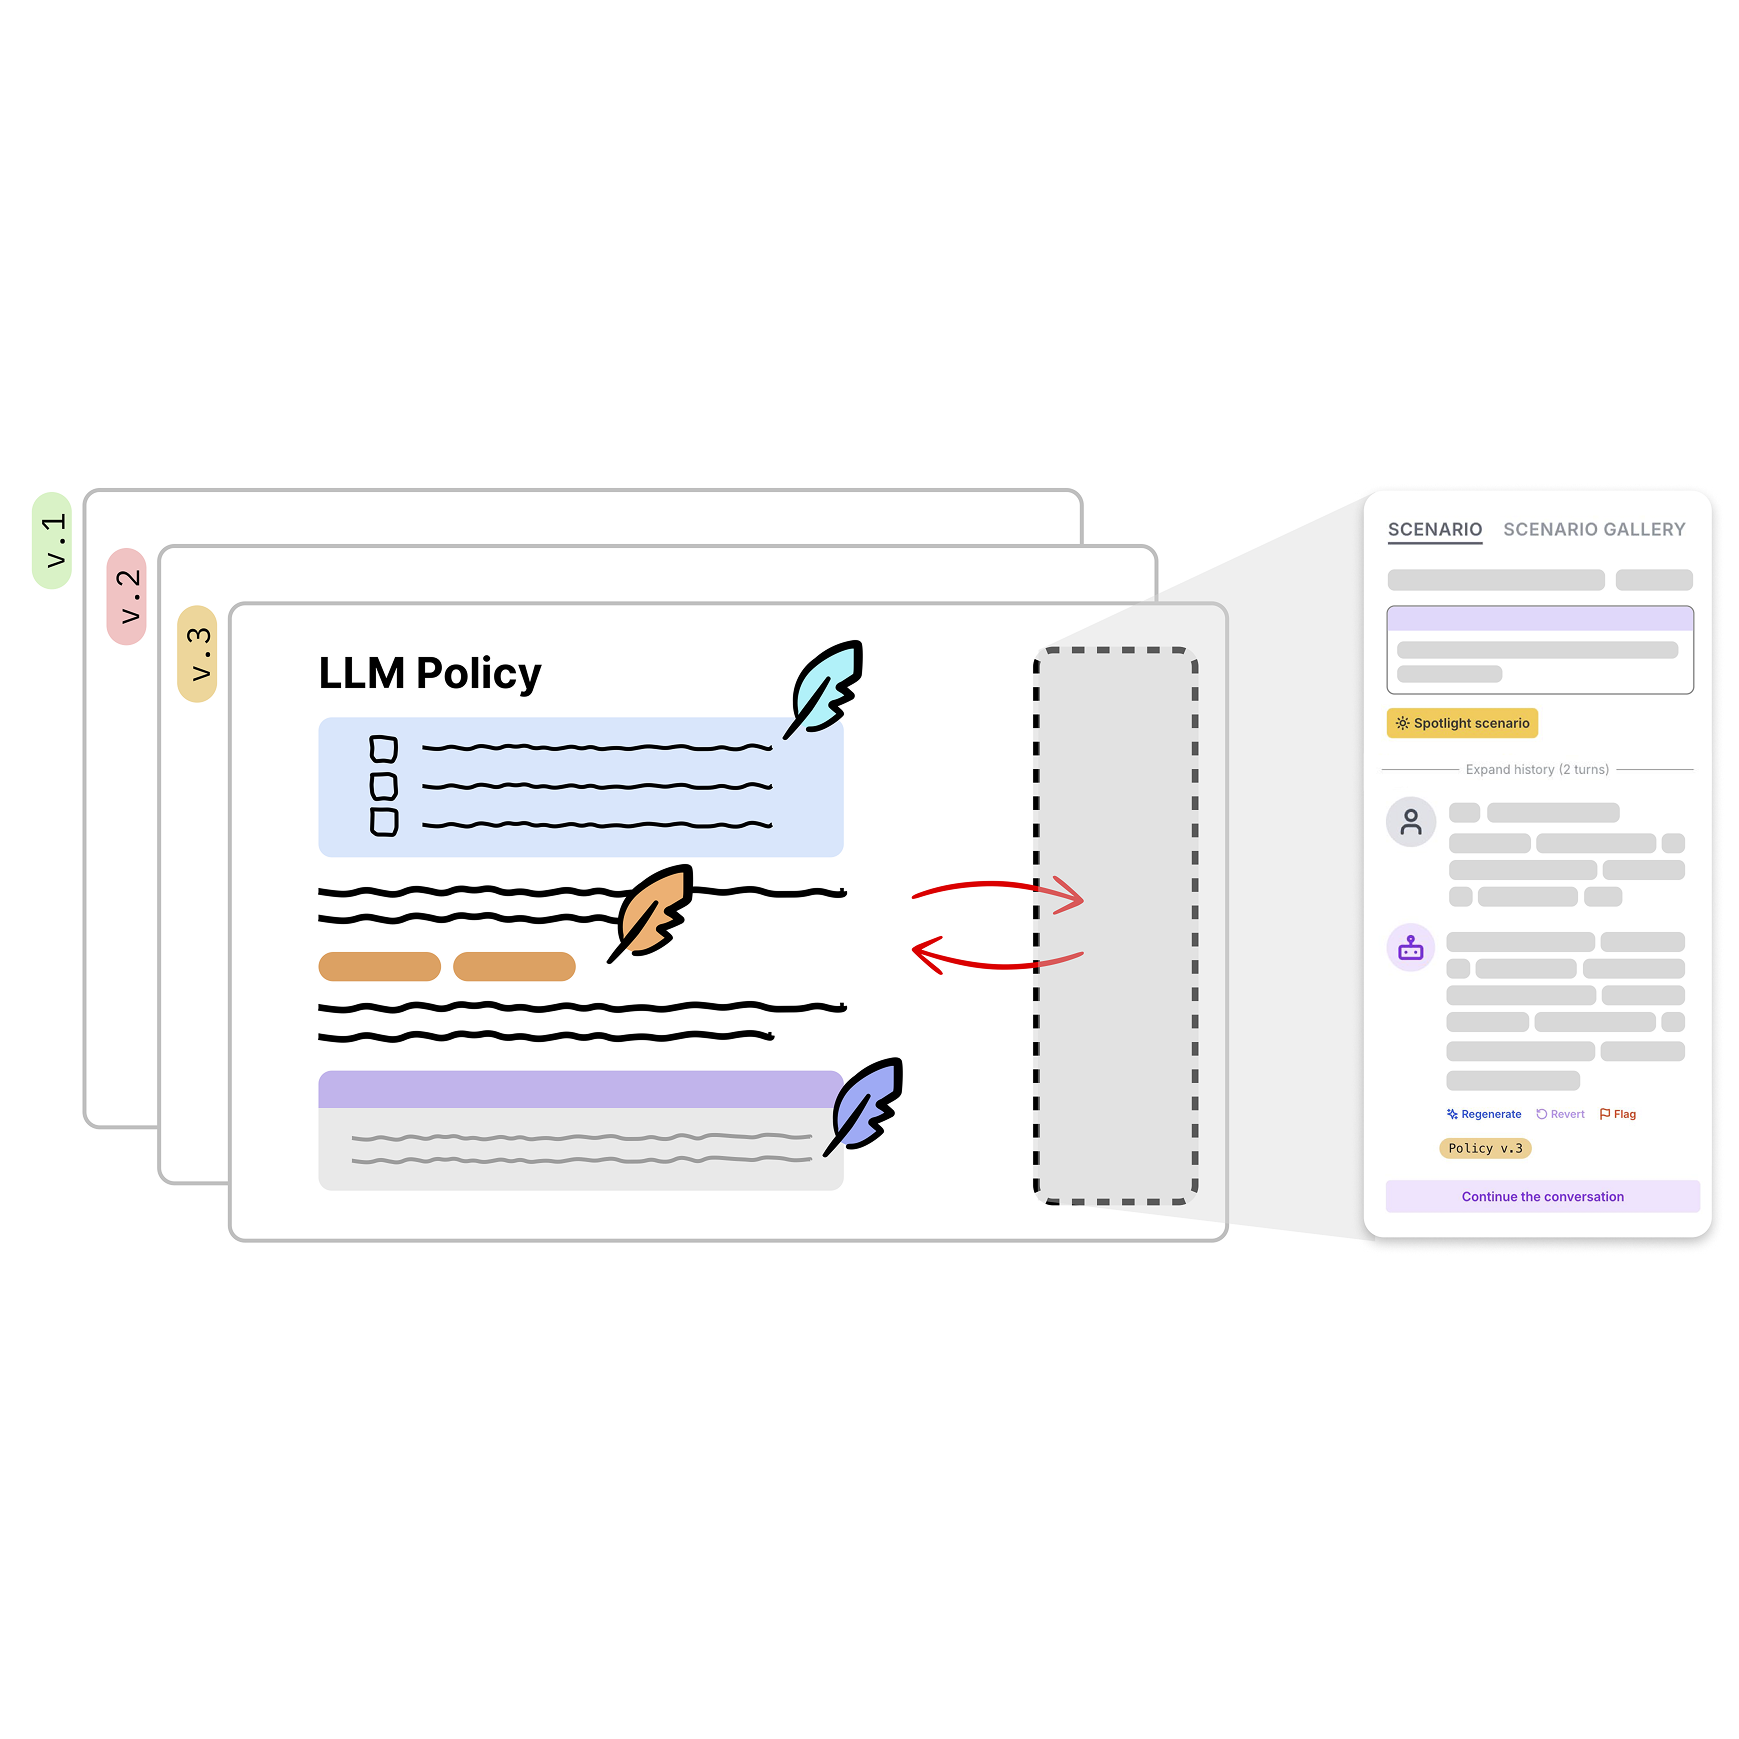 v.1
v.2
v.3
LLM Policy
SCENARIO SCENARIO GALLERY
Spotlight scenario
Expand history (2 turns)
Regenerate Revert Flag
Policy v.3
Continue the conversation